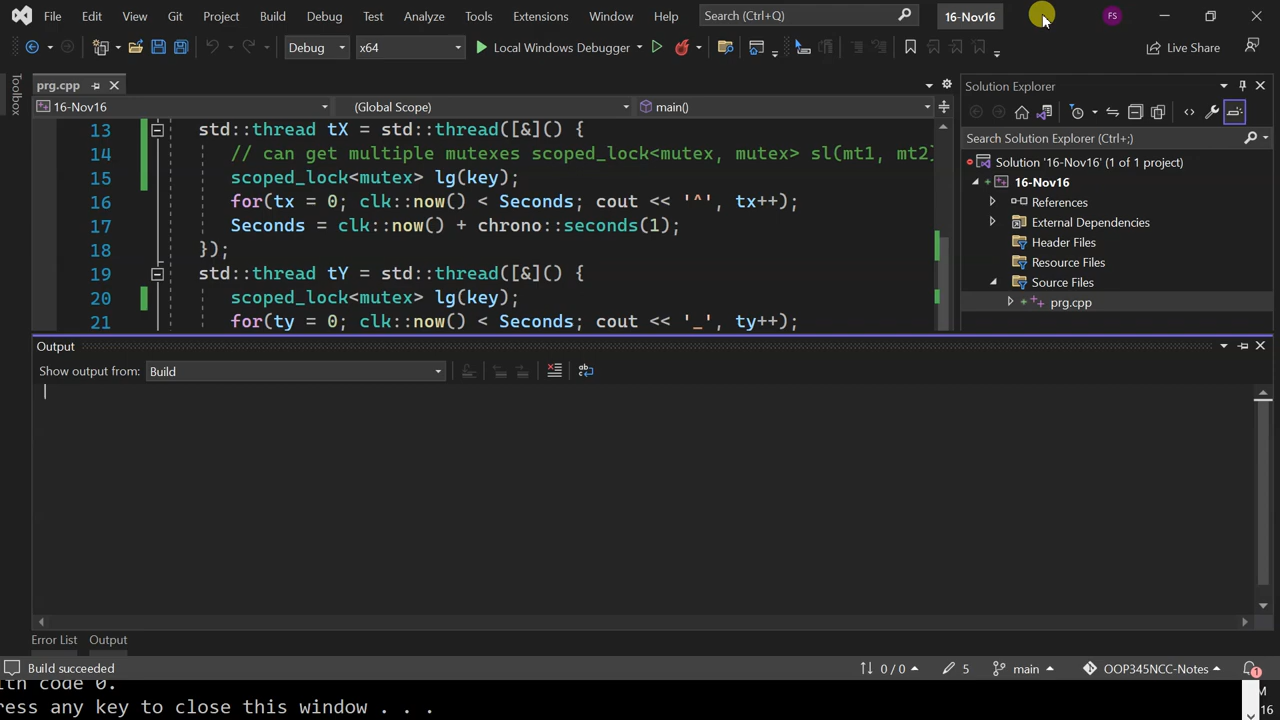 File Edit View Git Project Build Debug Test Analyze Tools Extensions Window Help Search (Ctrl+Q) 16-Nov16 FS
Debug x64 Local Windows Debugger Live Share
Toolbox
prg.cpp
16-Nov16 (Global Scope) main()
13 std::thread tX = std::thread([&]() {
14 // can get multiple mutexes scoped_lock<mutex, mutex> sl(mt1, mt2)
15 scoped_lock<mutex> lg(key);
16 for(tx = 0; clk::now() < Seconds; cout << '^', tx++);
17 Seconds = clk::now() + chrono::seconds(1);
18 });
19 std::thread tY = std::thread([&]() {
20 scoped_lock<mutex> lg(key);
21 for(ty = 0; clk::now() < Seconds; cout << '_', ty++);
Solution Explorer
Search Solution Explorer (Ctrl+;)
Solution '16-Nov16' (1 of 1 project)
16-Nov16
References
External Dependencies
Header Files
Resource Files
Source Files
prg.cpp
Output
Show output from: Build
Error List Output
Build succeeded 0 / 0 5 main OOP345NCC-Notes 1
ith code 0.
ress any key to close this window . . .
M
16